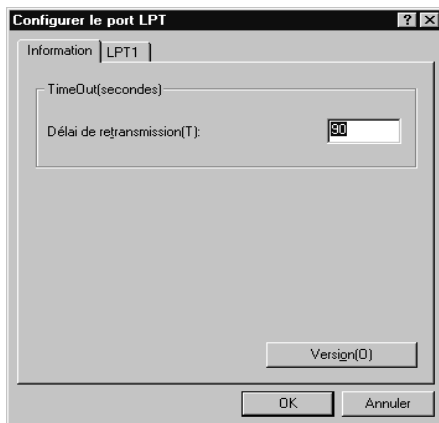 Configurer le port LPT
Information
LPT1
TimeOut(secondes)
Délai de retransmission(T):
90
Version(O)
OK
Annuler